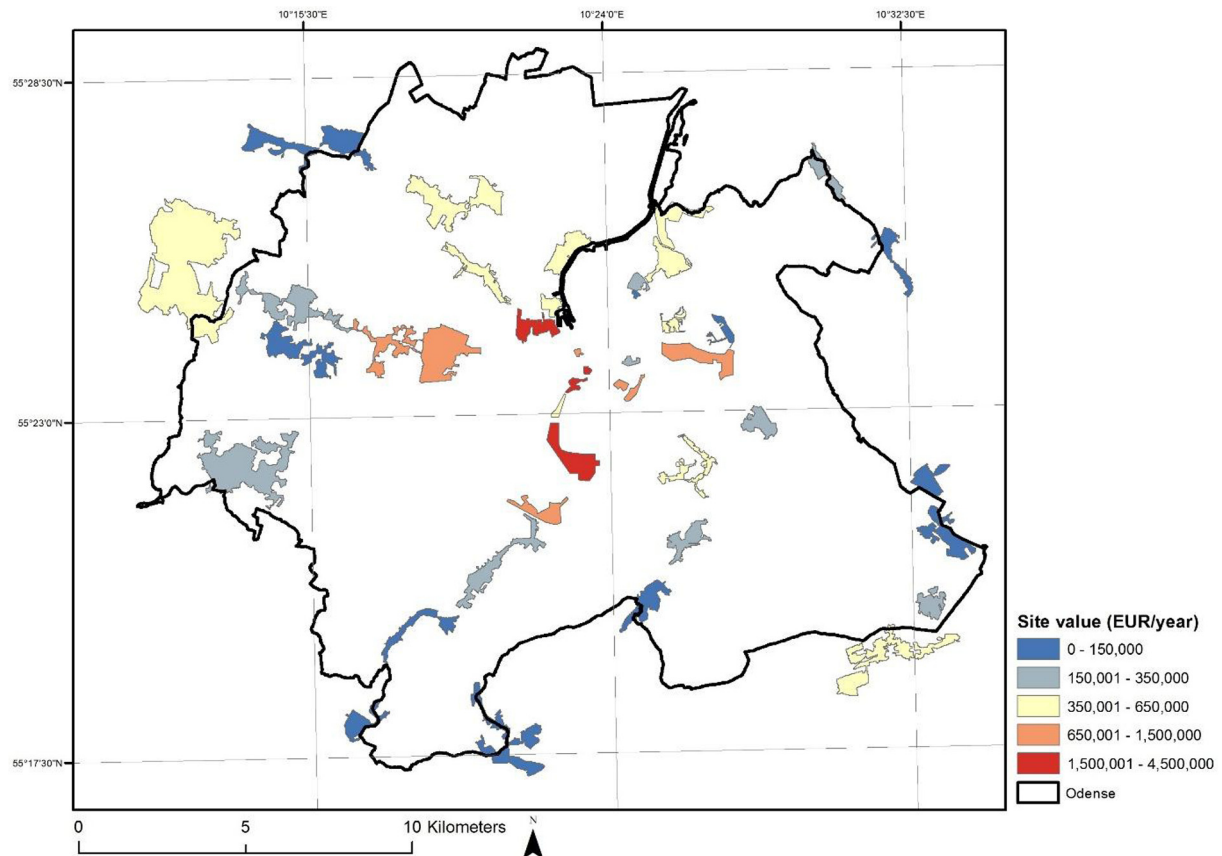 10°15'30"E 10°24'0"E 10°32'30"E
55°28'30"N
55°23'0"N
55°17'30"N
Site value (EUR/year)
0 - 150,000
150,001 - 350,000
350,001 - 650,000
650,001 - 1,500,000
1,500,001 - 4,500,000
Odense
0 5 10 Kilometers
N